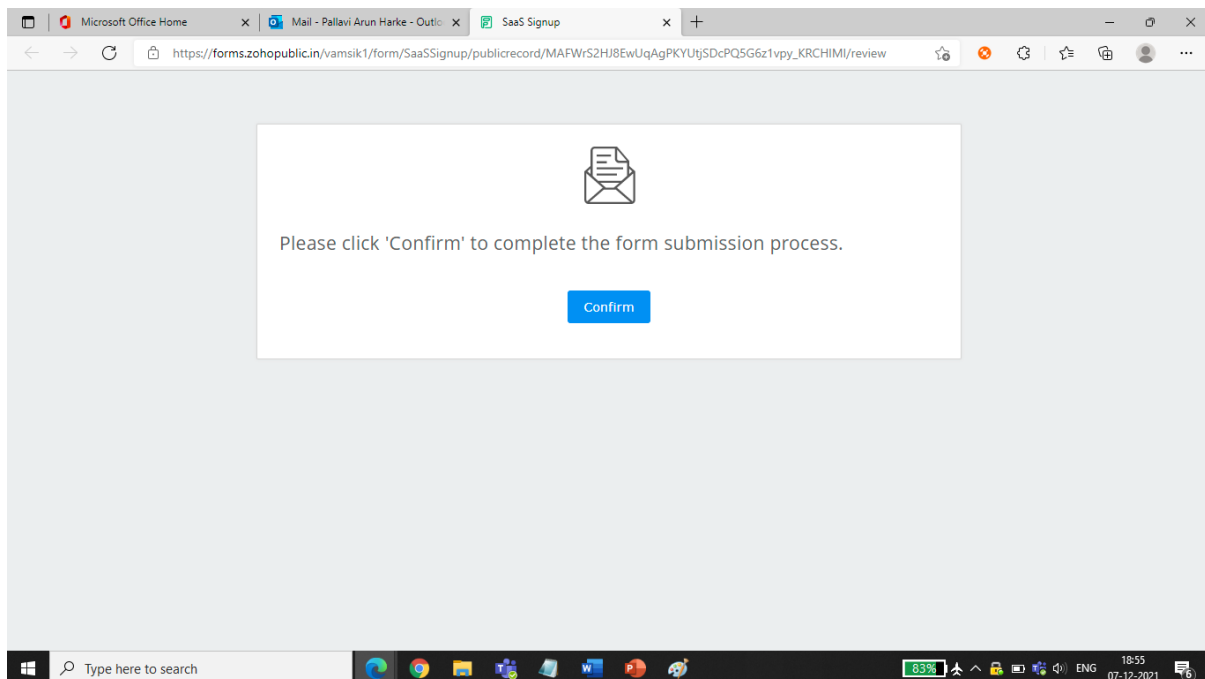 Microsoft Office Home
Mail - Pallavi Arun Harke - Outlo
SaaS Signup
https://forms.zohopublic.in/vamsik1/form/SaaSSignup/publicrecord/MAFWrS2HJ8EwUqAgPKYUtjSDcPQ5G6z1vpy_KRCHIMI/review
Please click 'Confirm' to complete the form submission process.
Confirm
Type here to search
83%
ENG
18:55
07-12-2021
6